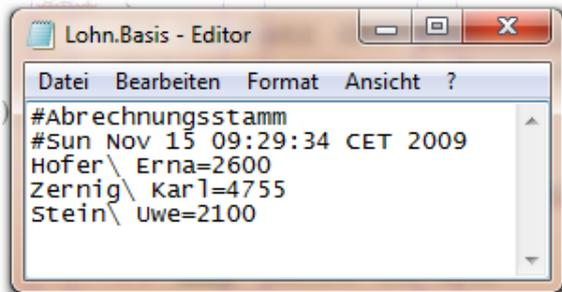 Lohn.Basis - Editor
Datei Bearbeiten Format Ansicht ?
#Abrechnungsstamm
#Sun Nov 15 09:29:34 CET 2009
Hofer\ Erna=2600
Zernig\ Karl=4755
Stein\ Uwe=2100